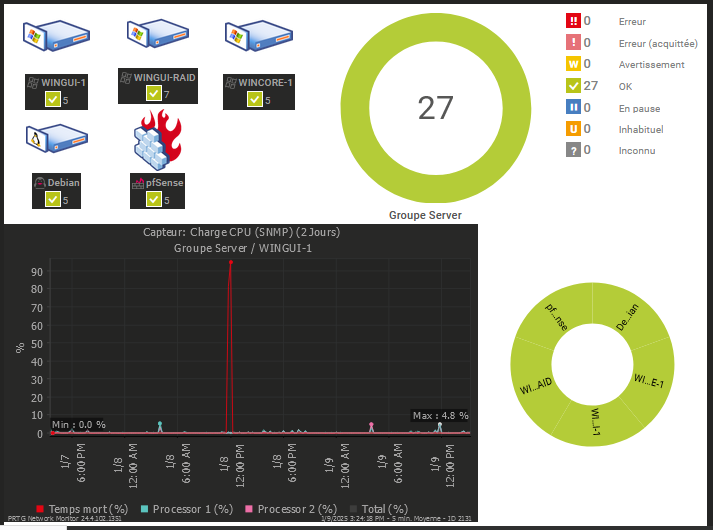 WINGUI-1
5
WINGUI-RAID
7
WINCORE-1
5
Debian
5
pfSense
5
27
Groupe Server
!! 0 Erreur
! 0 Erreur (acquittée)
W 0 Avertissement
27 OK
0 En pause
U 0 Inhabituel
? 0 Inconnu
Capteur: Charge CPU (SNMP) (2 Jours)
Groupe Server / WINGUI-1
90
80
70
60
50
40
30
20
10
0
%
Min : 0.0 %
Max : 4.8 %
1/7 6:00 PM
1/8 12:00 AM
1/8 6:00 AM
1/8 12:00 PM
1/8 6:00 PM
1/9 12:00 AM
1/9 6:00 AM
1/9 12:00 PM
Temps mort (%) Processor 1 (%) Processor 2 (%) Total (%)
PRTG Network Monitor 24.4.102.1351 1/9/2025 3:24:18 PM - 5 min. Moyenne - ID 2131
pf...nse
De...ian
WI...AID
WI...E-1
WI...I-1